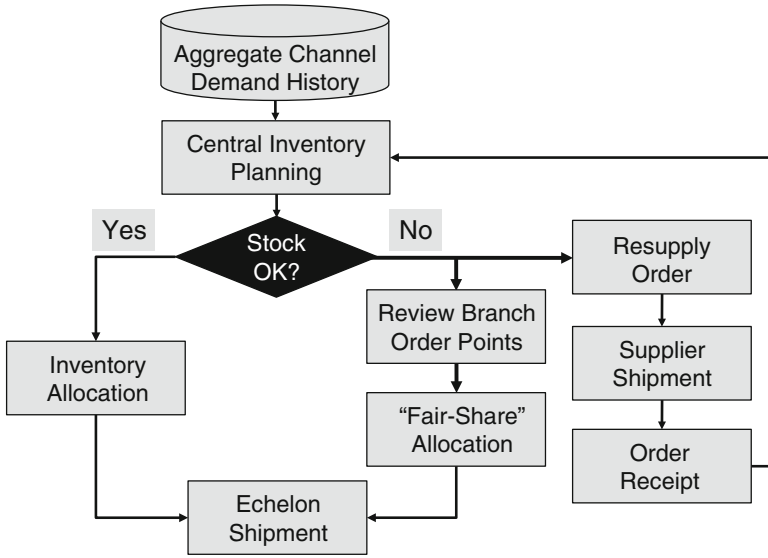 Aggregate Channel
Demand History
Central Inventory
Planning
Yes
Stock
OK?
No
Resupply
Order
Review Branch
Order Points
Supplier
Shipment
Inventory
Allocation
“Fair-Share”
Allocation
Order
Receipt
Echelon
Shipment